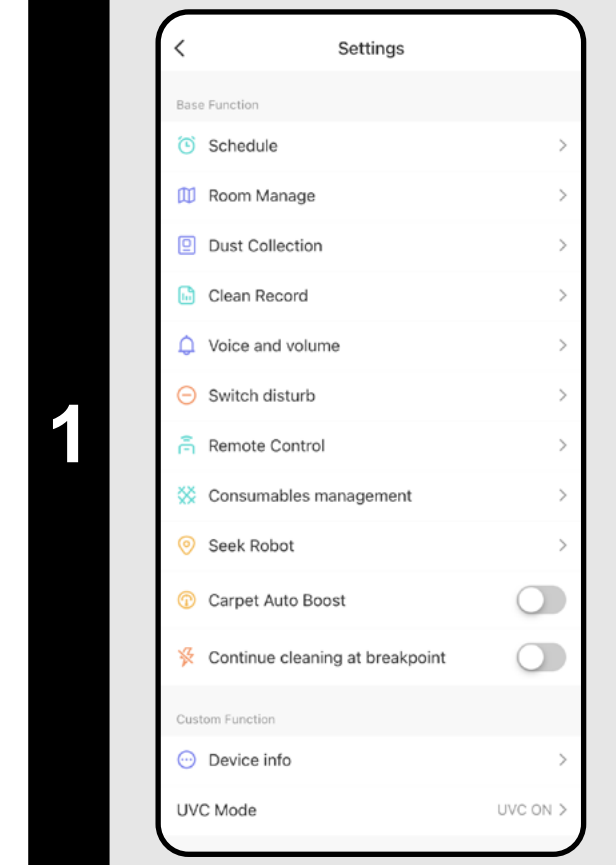 Settings
Base Function
Schedule
Room Manage
Dust Collection
Clean Record
Voice and volume
Switch disturb
Remote Control
Consumables management
Seek Robot
Carpet Auto Boost
Continue cleaning at breakpoint
Custom Function
Device info
UVC Mode UVC ON
1